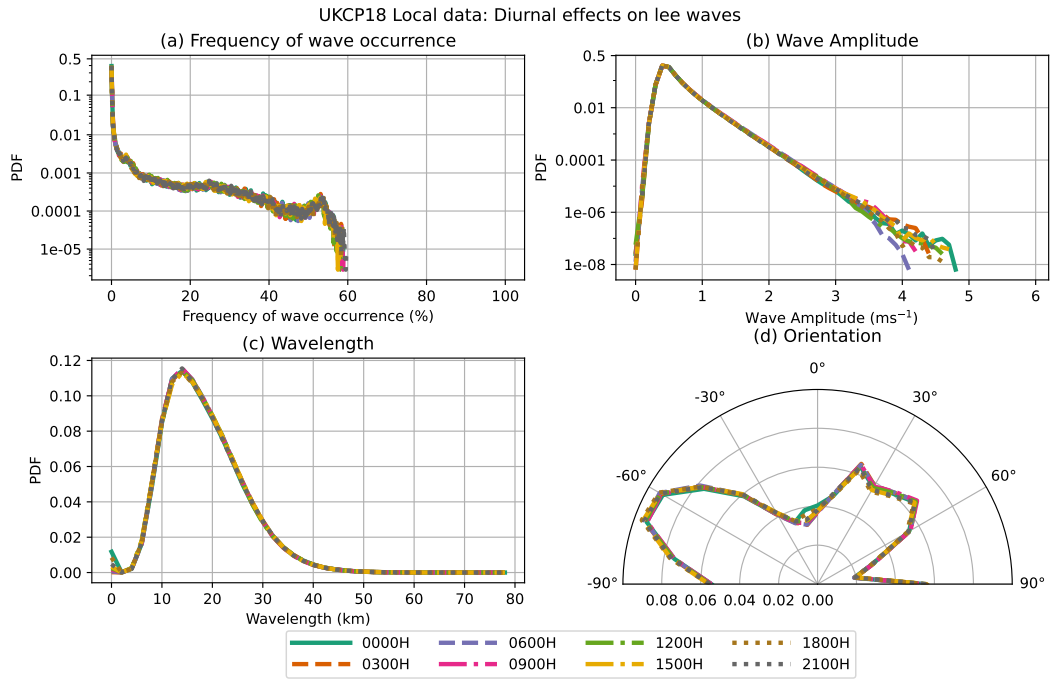 UKCP18 Local data: Diurnal effects on lee waves
(a) Frequency of wave occurrence
PDF
0.5
0.1
0.01
0.001
0.0001
1e-05
0 20 40 60 80 100
Frequency of wave occurrence (%)
(b) Wave Amplitude
PDF
0.5
0.01
0.0001
1e-06
1e-08
0 1 2 3 4 5 6
Wave Amplitude (ms⁻¹)
(c) Wavelength
PDF
0.12
0.10
0.08
0.06
0.04
0.02
0.00
0 10 20 30 40 50 60 70 80
Wavelength (km)
(d) Orientation
0°
-30° 30°
-60° 60°
-90° 90°
0.08 0.06 0.04 0.02 0.00
0000H 0600H 1200H 1800H
0300H 0900H 1500H 2100H